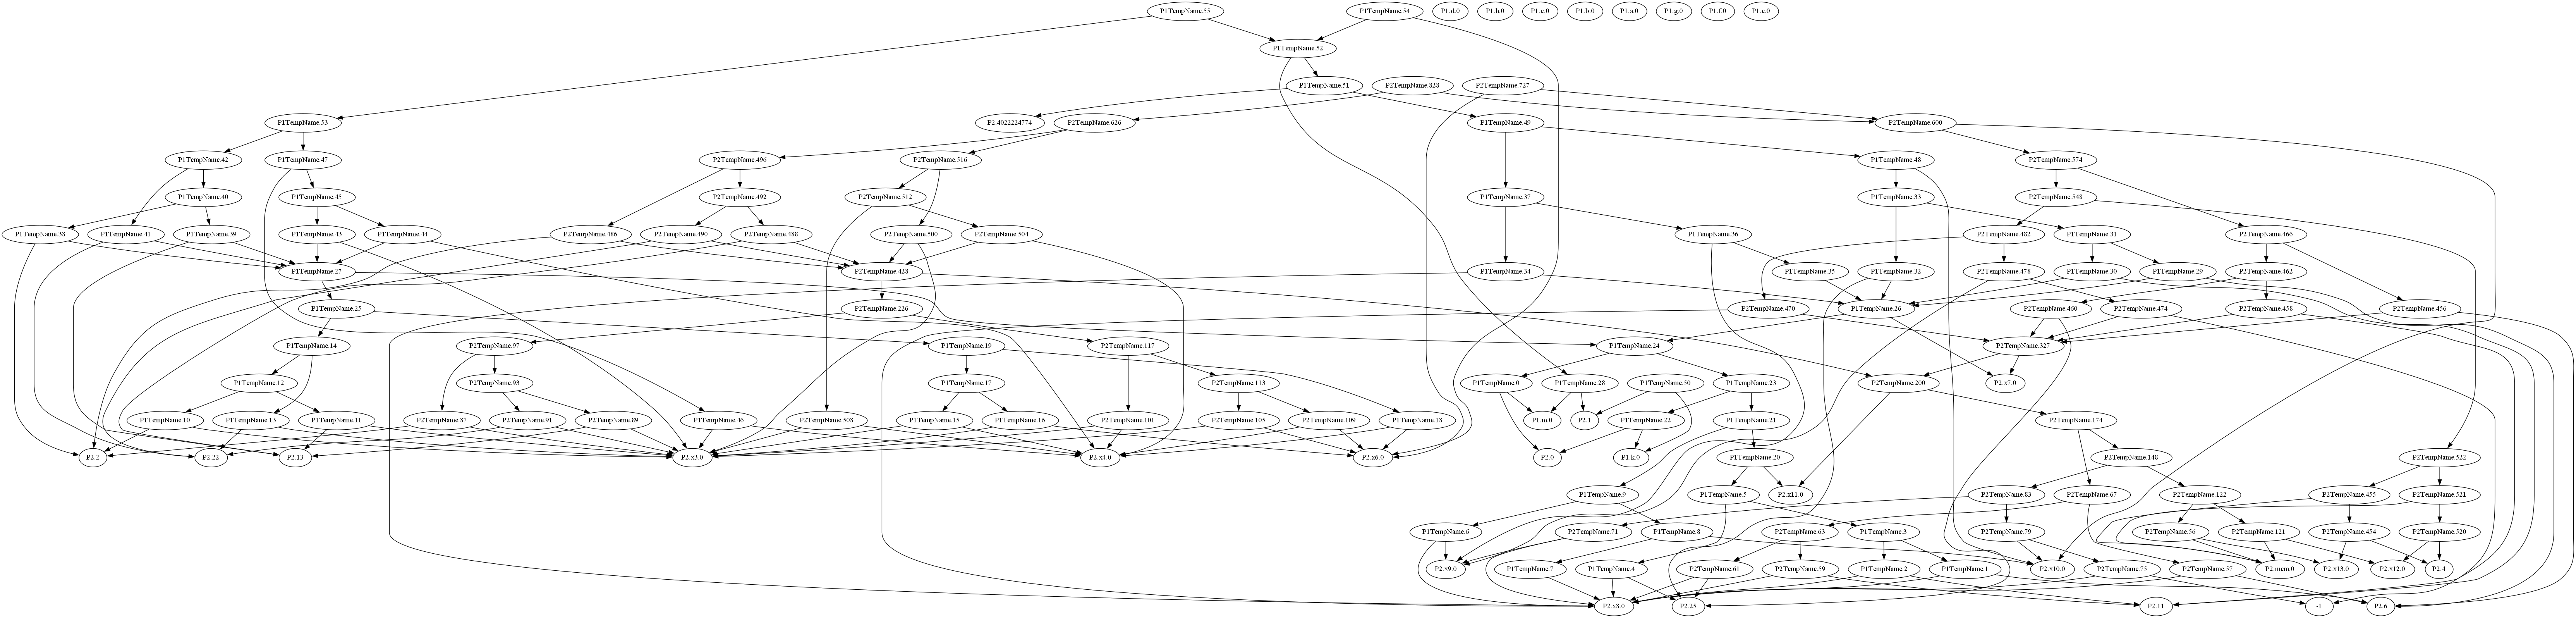 P1TempName.55 P1TempName.54 P1.d.0 P1.h.0 P1.c.0 P1.b.0 P1.a.0 P1.g.0 P1.f.0 P1.e.0
P1TempName.52
P1TempName.51 P2TempName.828 P2TempName.727
P1TempName.53 P2.4022224774 P2TempName.626 P1TempName.49 P2TempName.600
P1TempName.42 P1TempName.47 P2TempName.496 P2TempName.516 P1TempName.48 P2TempName.574
P1TempName.40 P1TempName.45 P2TempName.492 P2TempName.512 P1TempName.37 P1TempName.33 P2TempName.548
P1TempName.38 P1TempName.41 P1TempName.39 P1TempName.43 P1TempName.44 P2TempName.486 P2TempName.490 P2TempName.488 P2TempName.500 P2TempName.504 P1TempName.36 P2TempName.482 P1TempName.31 P2TempName.466
P1TempName.27 P2TempName.428 P1TempName.34 P1TempName.35 P1TempName.32 P2TempName.478 P1TempName.30 P1TempName.29 P2TempName.462
P1TempName.25 P2TempName.226 P2TempName.470 P1TempName.26 P2TempName.460 P2TempName.474 P2TempName.458 P2TempName.456
P1TempName.14 P2TempName.97 P1TempName.19 P2TempName.117 P1TempName.24 P2TempName.327
P1TempName.12 P2TempName.93 P1TempName.17 P2TempName.113 P1TempName.0 P1TempName.28 P1TempName.50 P1TempName.23 P2TempName.200 P2.x7.0
P1TempName.10 P1TempName.13 P1TempName.11 P2TempName.87 P2TempName.91 P2TempName.89 P1TempName.46 P2TempName.508 P1TempName.15 P1TempName.16 P2TempName.101 P2TempName.105 P2TempName.109 P1TempName.18 P1.m.0 P2.1 P1TempName.22 P1TempName.21 P2TempName.174
P2.2 P2.22 P2.13 P2.x3.0 P2.x4.0 P2.x6.0 P2.0 P1.k.0 P1TempName.20 P2TempName.148 P2TempName.522
P1TempName.9 P1TempName.5 P2.x11.0 P2TempName.83 P2TempName.67 P2TempName.122 P2TempName.455 P2TempName.521
P1TempName.6 P2TempName.71 P1TempName.8 P2TempName.63 P1TempName.3 P2TempName.79 P2TempName.56 P2TempName.121 P2TempName.454 P2TempName.520
P2.x9.0 P1TempName.7 P1TempName.4 P2TempName.61 P2TempName.59 P1TempName.2 P1TempName.1 P2.x10.0 P2TempName.75 P2TempName.57 P2.mem.0 P2.x13.0 P2.x12.0 P2.4
P2.x8.0 P2.25 P2.11 -1 P2.6